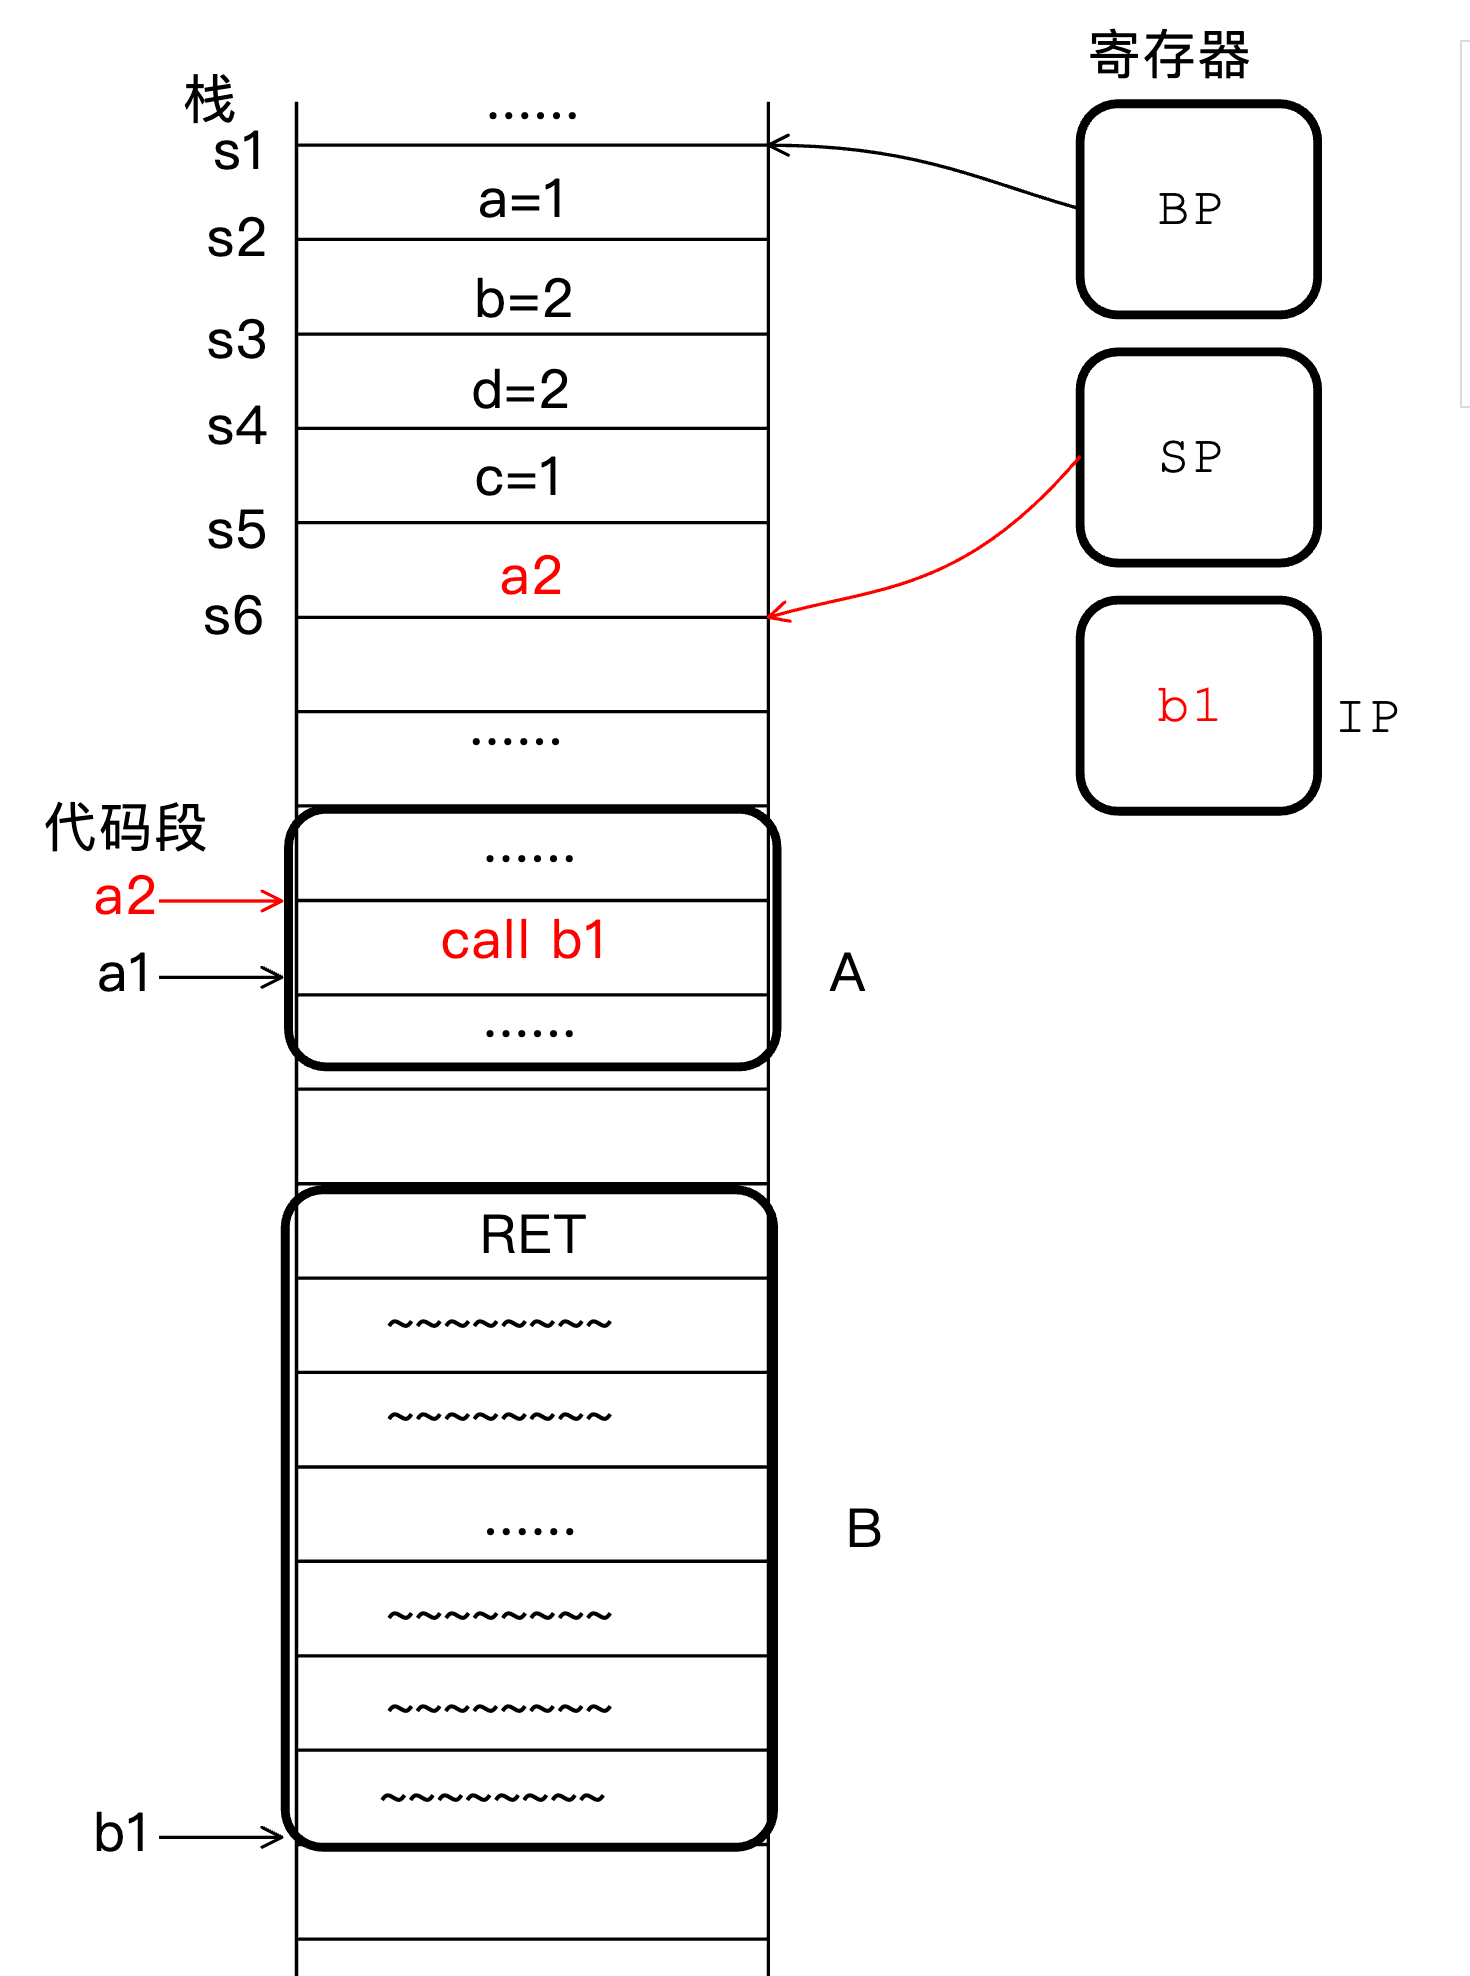 寄存器
栈
......
s1
a=1
BP
s2
b=2
s3
d=2
s4
c=1
SP
s5
a2
s6
b1
IP
......
代码段
......
a2
call b1
a1
A
......
RET
~~~~~~~~
~~~~~~~~
......
B
~~~~~~~~
~~~~~~~~
~~~~~~~~
b1